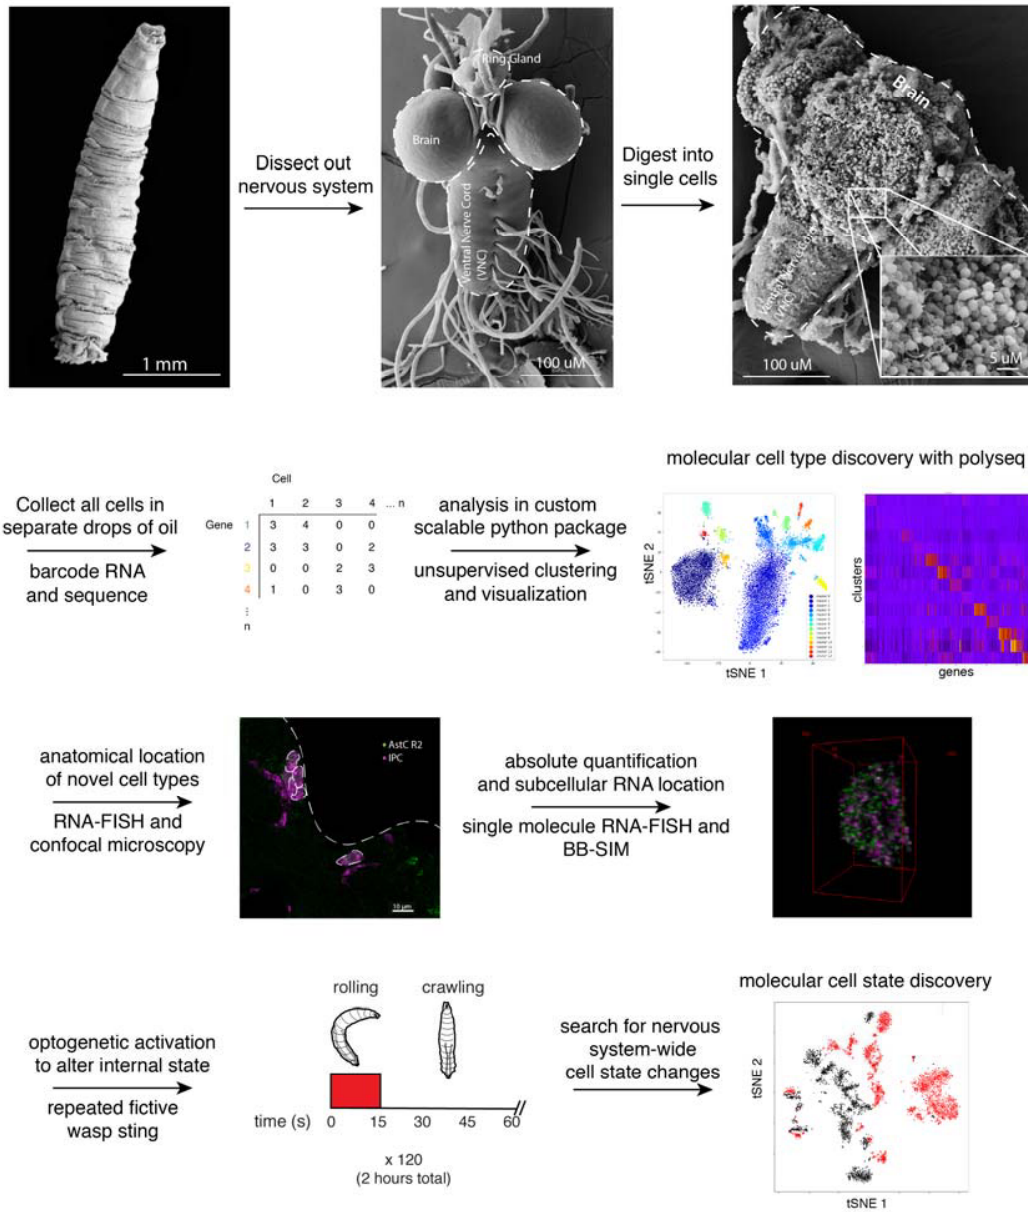 Ring Gland
Brain
Ventral Nerve Cord
(VNC)
1 mm
Dissect out
nervous system
100 uM
Digest into
single cells
Brain
(VNC)
100 uM
5 uM
Collect all cells in
separate drops of oil
barcode RNA
and sequence
Cell
1 2 3 4 ... n
Gene 1 3 4 0 0
2 3 3 0 2
3 0 0 2 3
4 1 0 3 0
⋮
n
analysis in custom
scalable python package
unsupervised clustering
and visualization
molecular cell type discovery with polyseq
tSNE 2
tSNE 1
clusters
genes
anatomical location
of novel cell types
RNA-FISH and
confocal microscopy
AstC R2
IPC
10 µm
absolute quantification
and subcellular RNA location
single molecule RNA-FISH and
BB-SIM
optogenetic activation
to alter internal state
repeated fictive
wasp sting
rolling crawling
time (s) 0 15 30 45 60
x 120
(2 hours total)
search for nervous
system-wide
cell state changes
molecular cell state discovery
tSNE 2
tSNE 1